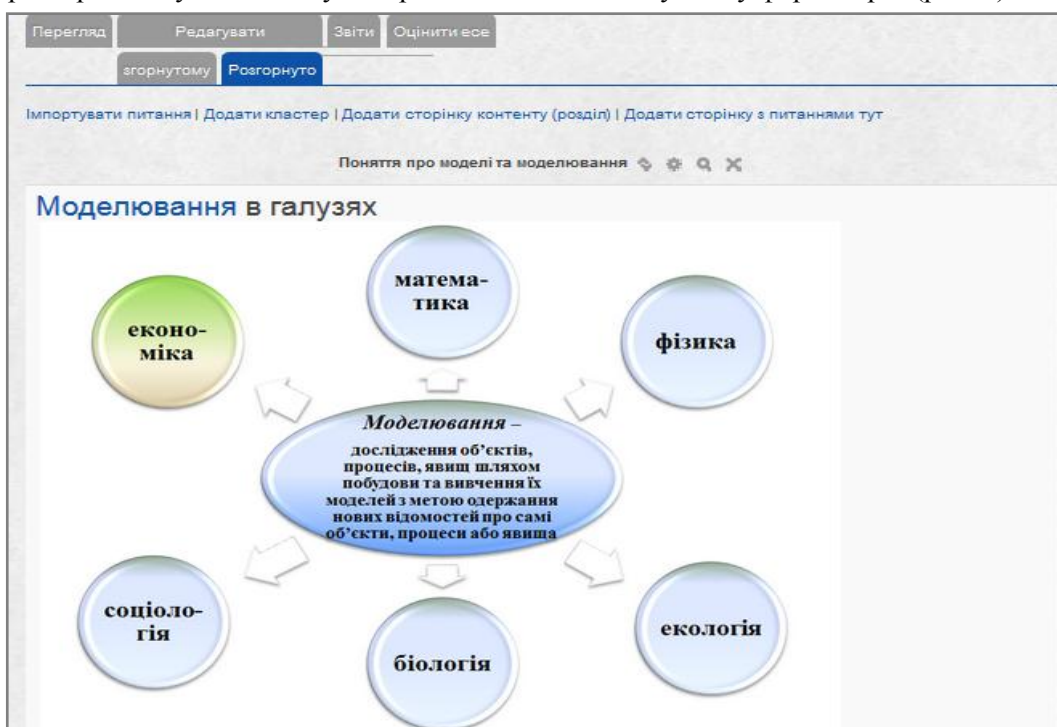 Перегляд Редагувати Звіти Оцінити есе
згорнутому Розгорнуто
Імпортувати питання | Додати кластер | Додати сторінку контенту (розділ) | Додати сторінку з питаннями тут
Поняття про моделі та моделювання
Моделювання в галузях
матема-
тика
еконо-
міка
фізика
Моделювання –
дослідження об’єктів,
процесів, явищ шляхом
побудови та вивчення їх
моделей з метою одержання
нових відомостей про самі
об’єкти, процеси або явища
соціоло-
гія
екологія
біологія